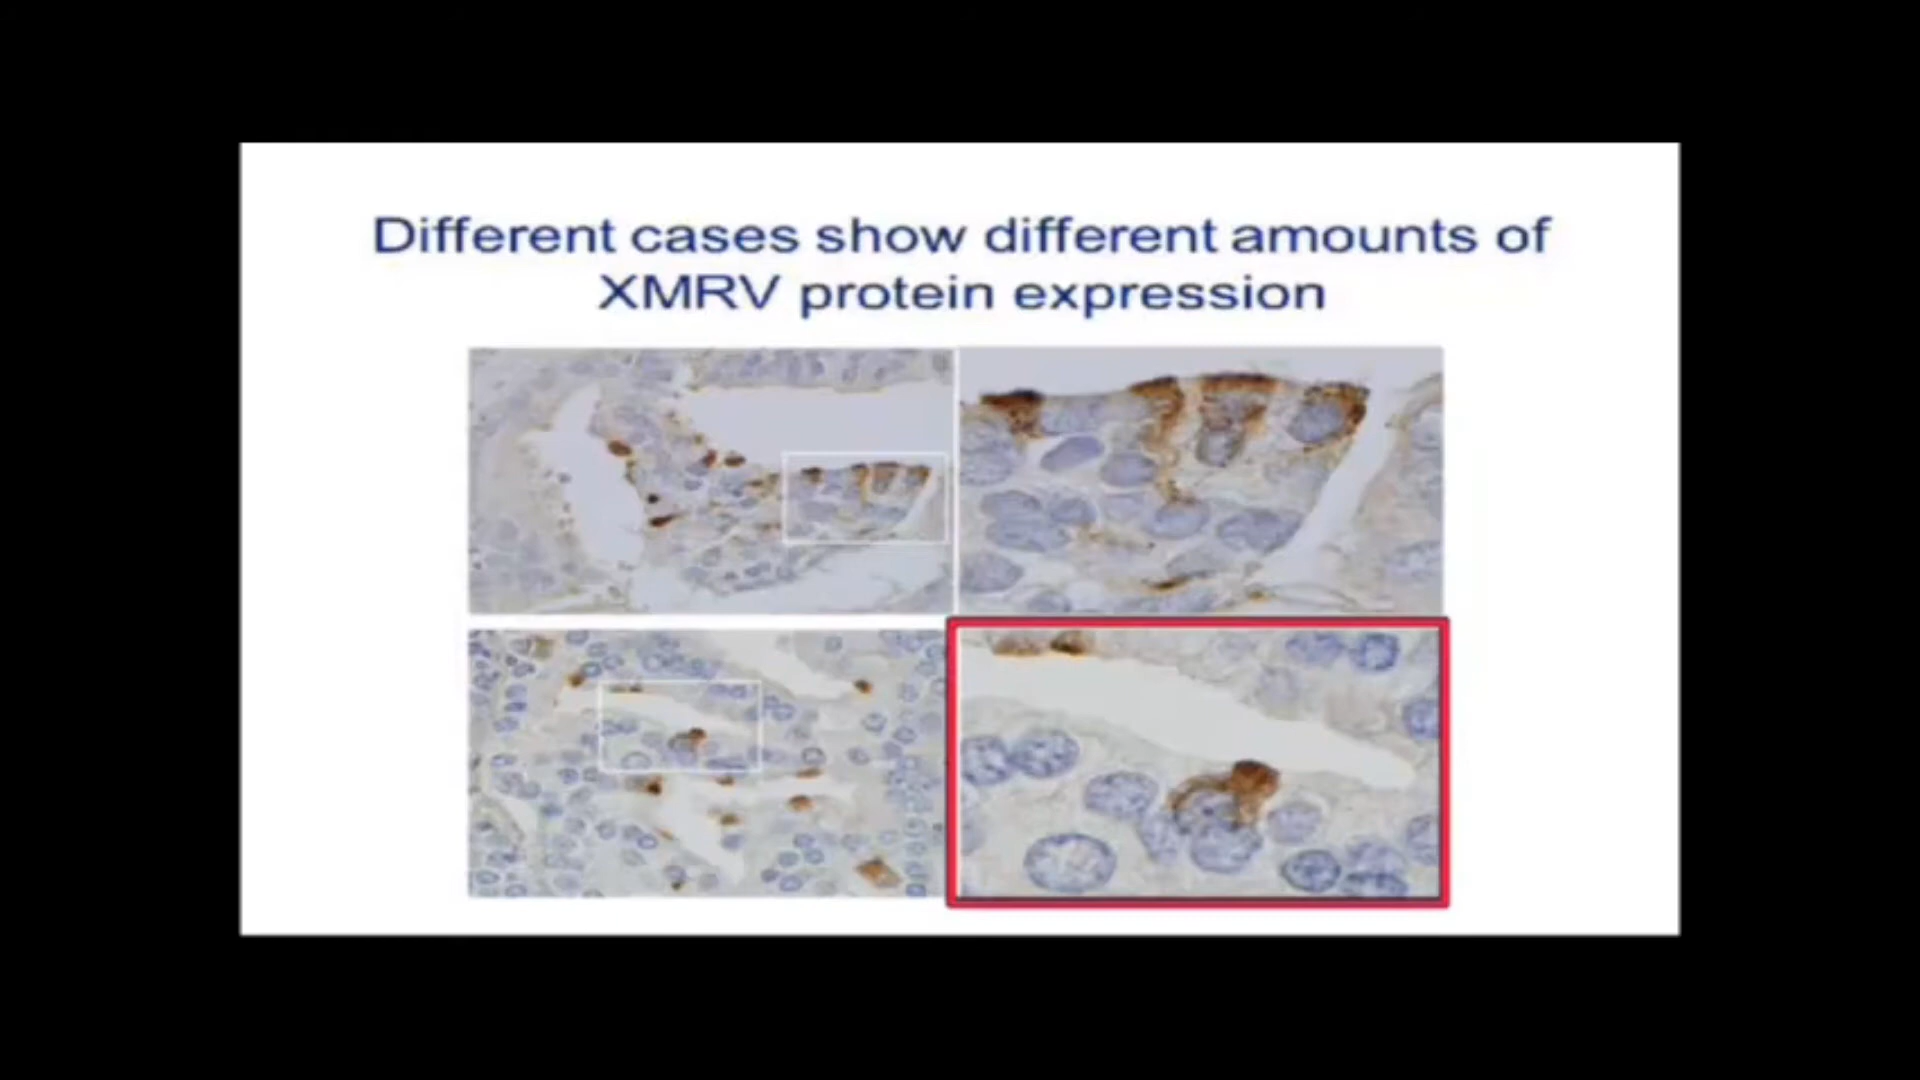 Different cases show different amounts of
XMRV protein expression